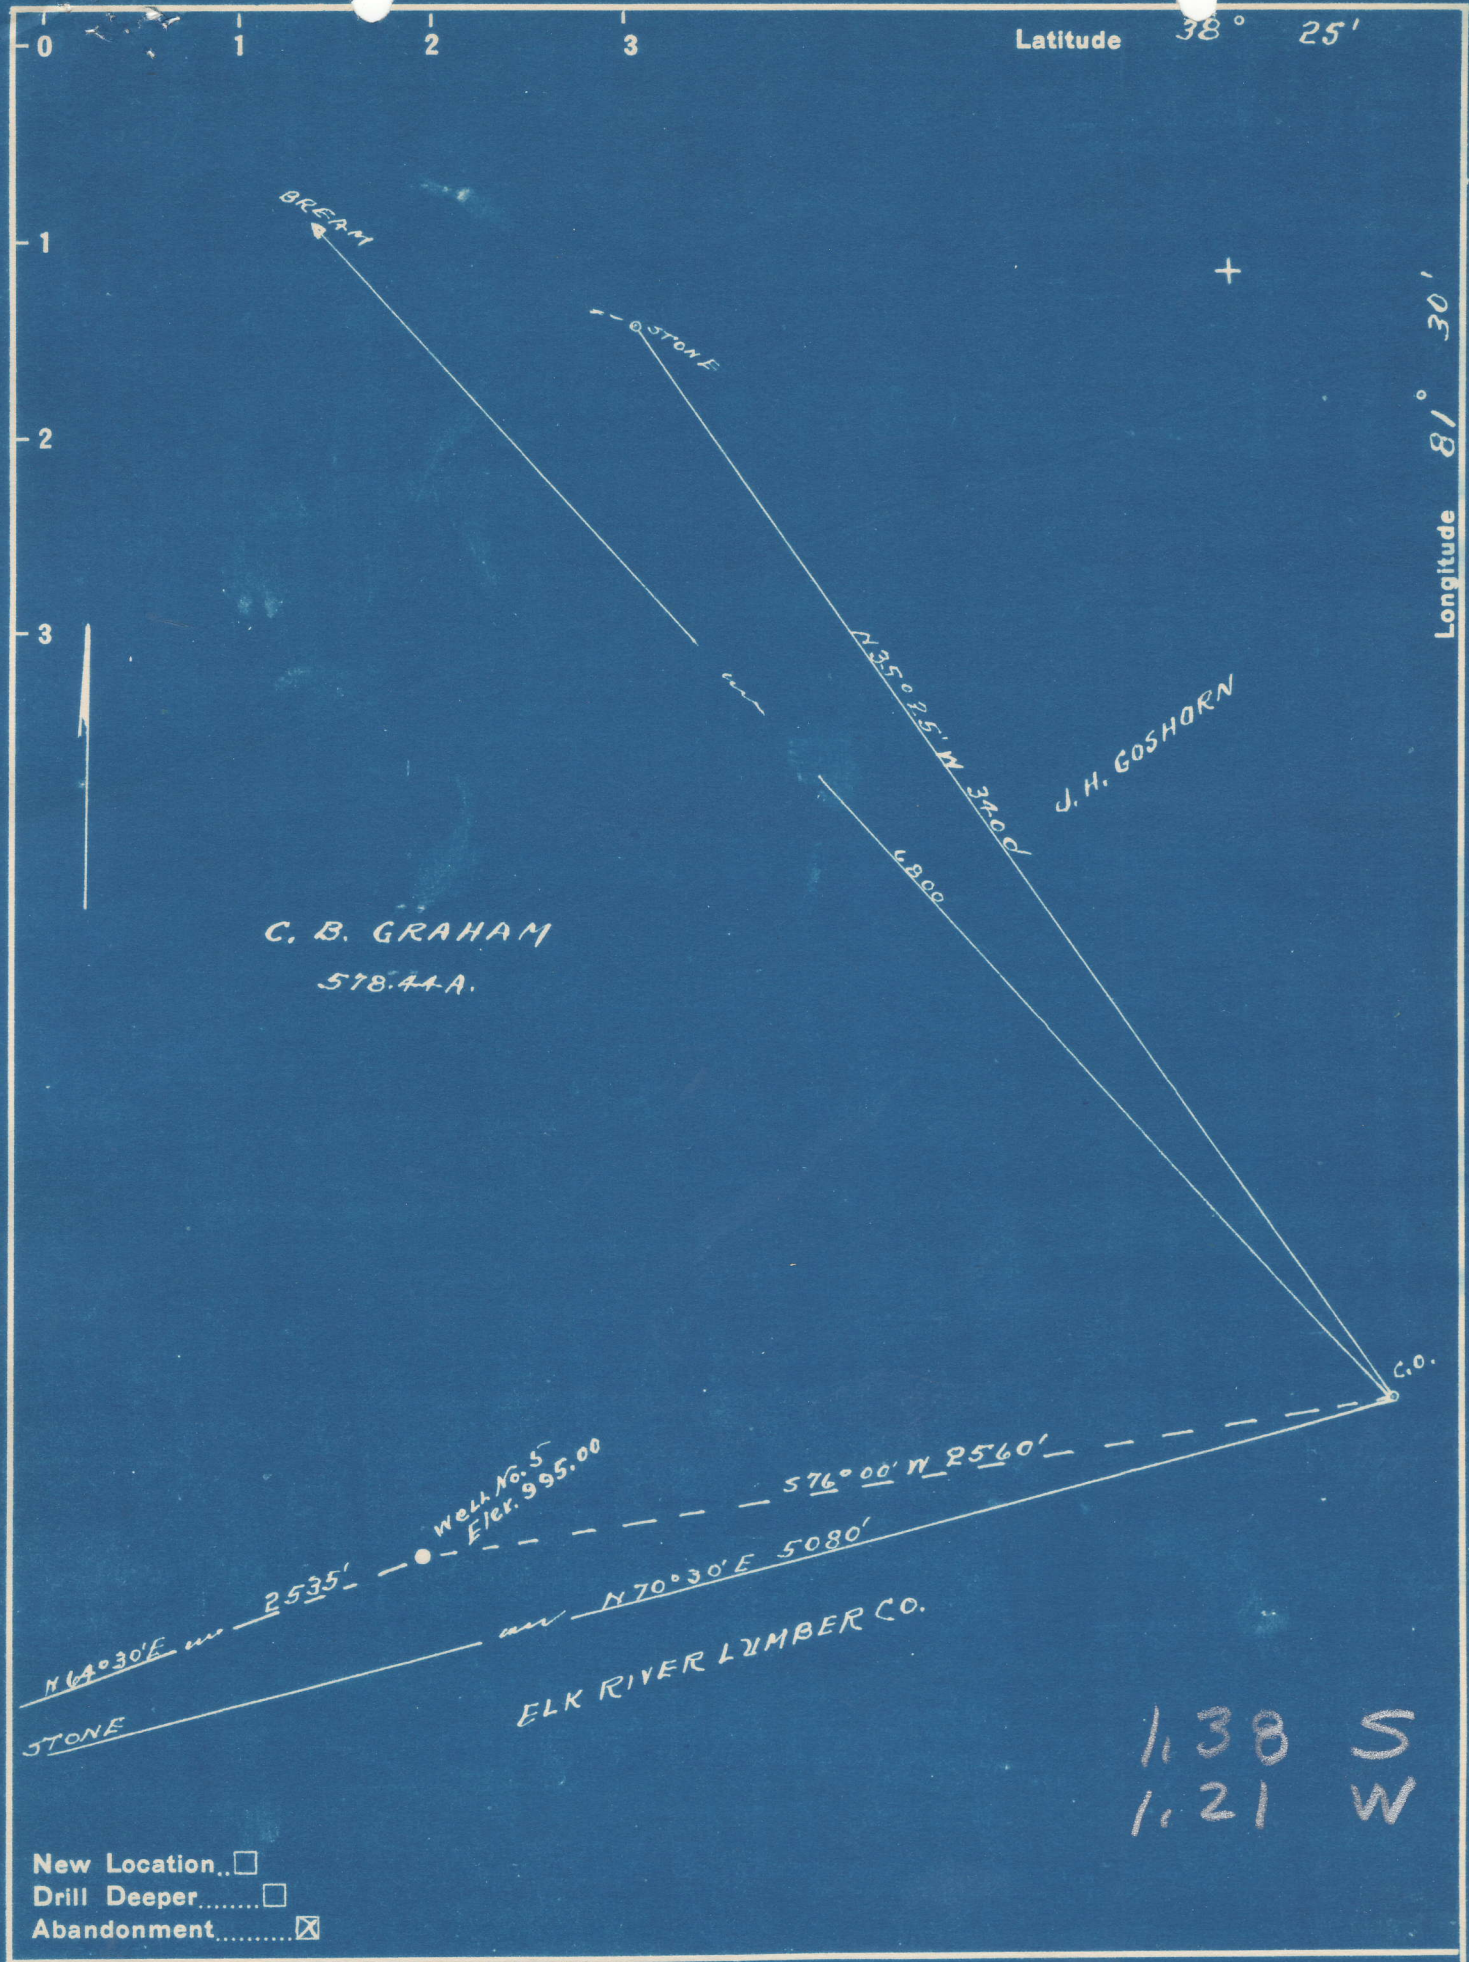 0 1 2 3 Latitude 38° 25'
1
2
3
Longitude 81° 30'
BREAM
STONE
N35°25'W 3400
J. H. GOSHORN
6800
C. B. GRAHAM
578.44 A.
C.O.
Well No. 5
Elev. 995.00
S76°00' W 2560'
2535'
N70°30'E 5080'
N64°30'E
STONE
ELK RIVER LUMBER CO.
1.38 S
1.21 W
New Location..☐
Drill Deeper........☐
Abandonment..........☒